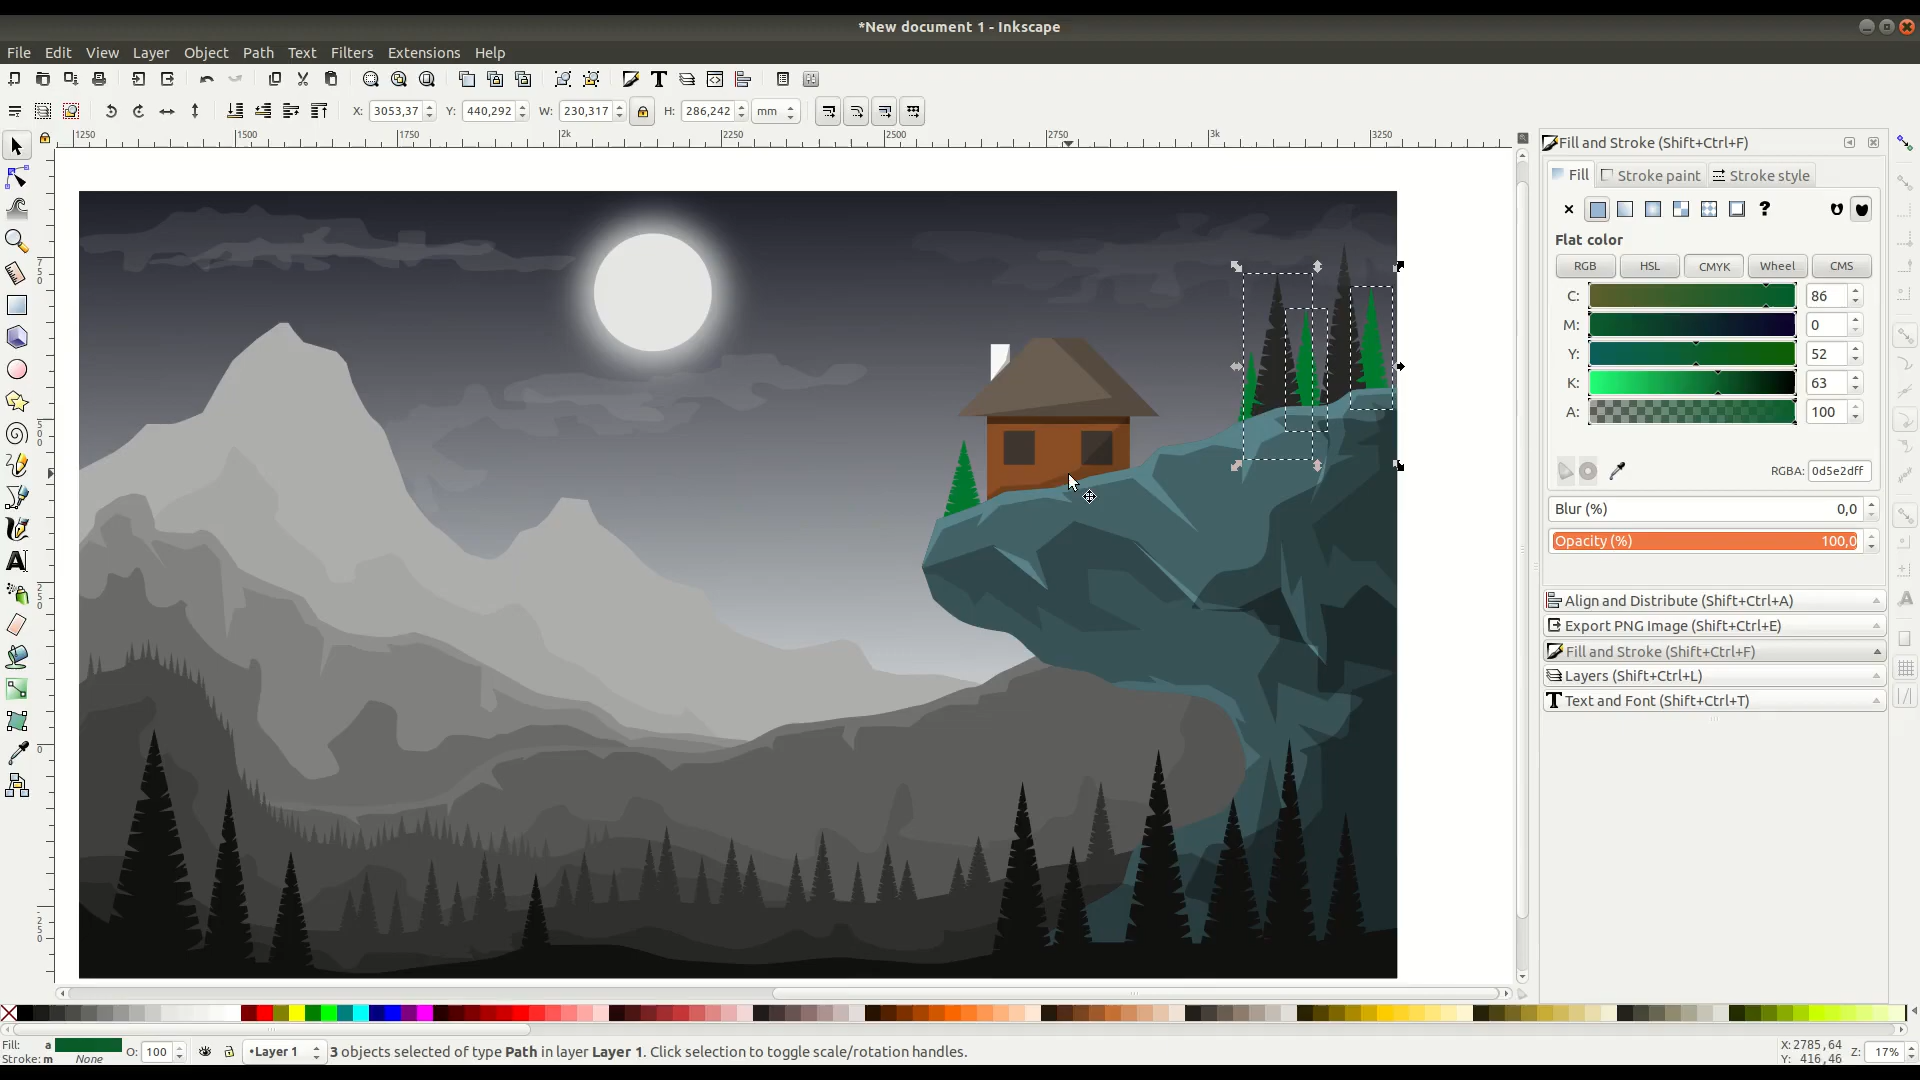 *New document 1 - Inkscape
File Edit View Layer Object Path Text Filters Extensions Help
X: 3053,37 Y: 440,292 W: 230,317 H: 286,242 mm
1250 1500 1750 2k 2250 2500 2750 3k 3250
Fill and Stroke (Shift+Ctrl+F)
Fill Stroke paint Stroke style
?
Flat color
RGB HSL CMYK Wheel CMS
C: 86
M: 0
Y: 52
K: 63
A: 100
RGBA: 0d5e2dff
Blur (%) 0,0
Opacity (%) 100,0
Align and Distribute (Shift+Ctrl+A)
Export PNG Image (Shift+Ctrl+E)
Fill and Stroke (Shift+Ctrl+F)
Layers (Shift+Ctrl+L)
Text and Font (Shift+Ctrl+T)
750
500
250
0
-250
Fill: a O: 100 •Layer 1 3 objects selected of type Path in layer Layer 1. Click selection to toggle scale/rotation handles. X:2785,64 Z: 17%
Stroke: m None Y: 416,46